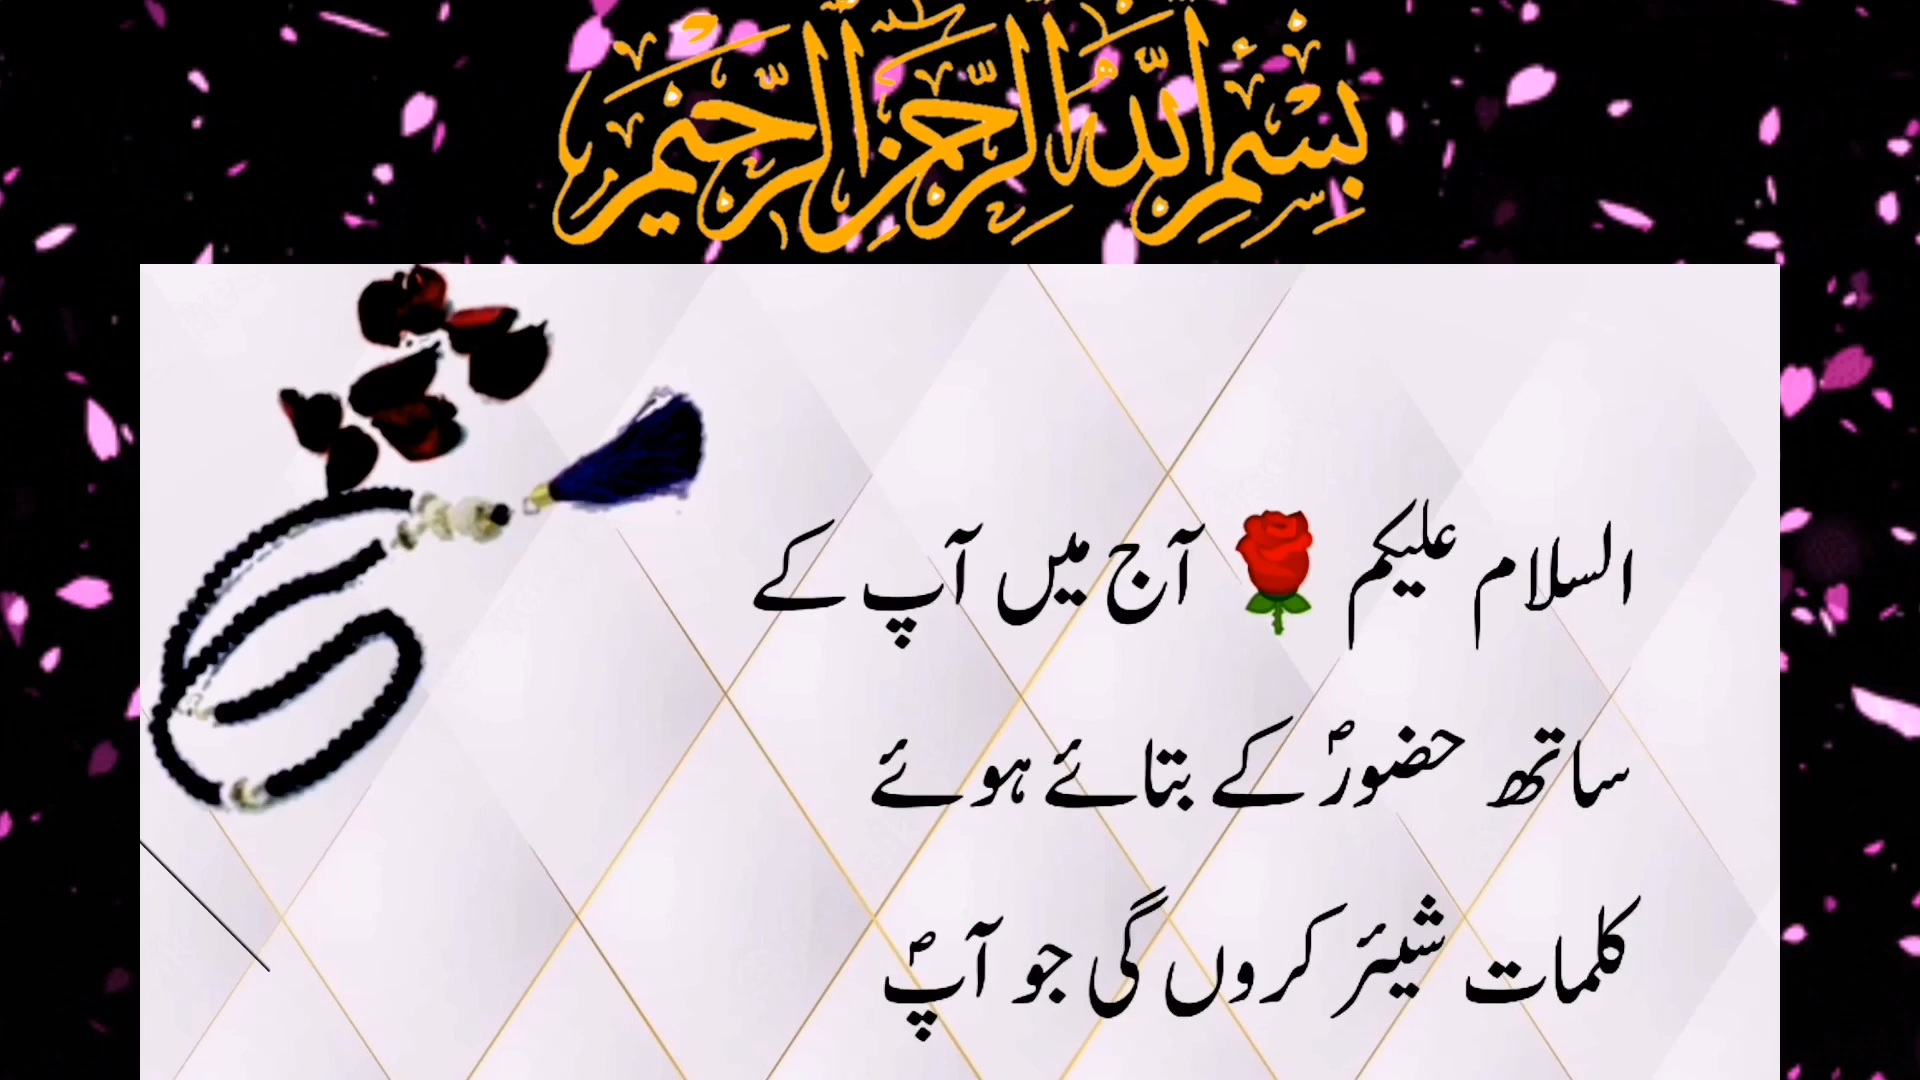 بِسْمِ اللّٰهِ الرَّحْمٰنِ الرَّحِيْمِ
السلام علیکم 🌹 آج میں آپ کے
ساتھ حضورؐ کے بتائے ہوئے
کلمات شیئر کروں گی جو آپؐ